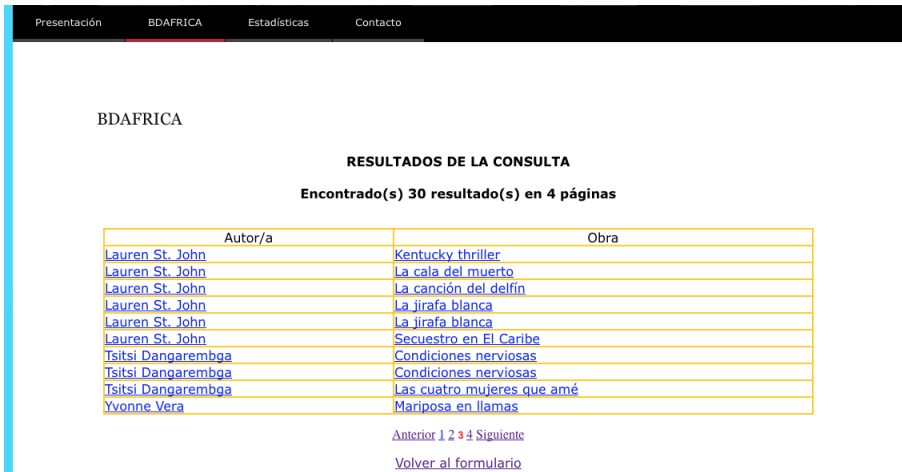 Presentación BDAFRICA Estadísticas Contacto
BDAFRICA
RESULTADOS DE LA CONSULTA
Encontrado(s) 30 resultado(s) en 4 páginas
Autor/a Obra
Lauren St. John Kentucky thriller
Lauren St. John La cala del muerto
Lauren St. John La canción del delfín
Lauren St. John La jirafa blanca
Lauren St. John La jirafa blanca
Lauren St. John Secuestro en El Caribe
Tsitsi Dangarembga Condiciones nerviosas
Tsitsi Dangarembga Condiciones nerviosas
Tsitsi Dangarembga Las cuatro mujeres que amé
Yvonne Vera Mariposa en llamas
Anterior 1 2 3 4 Siguiente
Volver al formulario